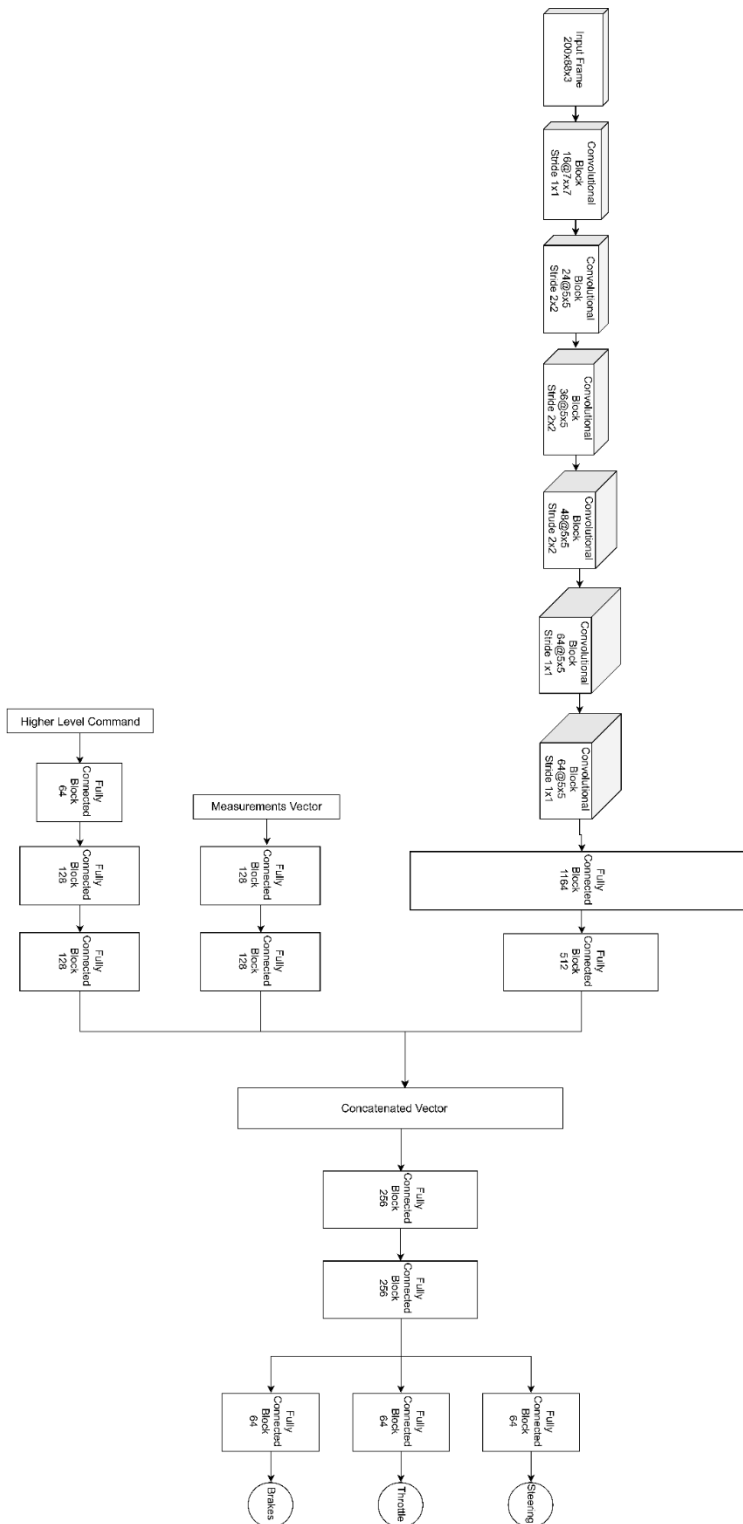 Input Frame
200x88x3
Convolutional
Block
16@7xx7
Stride 1x1
Convolutional
Block
24@5x5
Stride 2x2
Convolutional
Block
36@5x5
Stride 2x2
Convolutional
Block
48@5x5
Strude 2x2
Convolutional
Block
64@5x5
Stride 1x1
Convolutional
Block
64@5x5
Stride 1x1
Higher Level Command
Fully
Connected
Block
64
Fully
Connected
Block
128
Fully
Connected
Block
128
Measurements Vector
Fully
Connected
Block
128
Fully
Connected
Block
128
Fully
Connected
Block
1164
Fully
Connected
Block
512
Concatenated Vector
Fully
Connected
Block
256
Fully
Connected
Block
256
Fully
Connected
Block
64
Fully
Connected
Block
64
Fully
Connected
Block
64
Brakes
Throttle
Steering